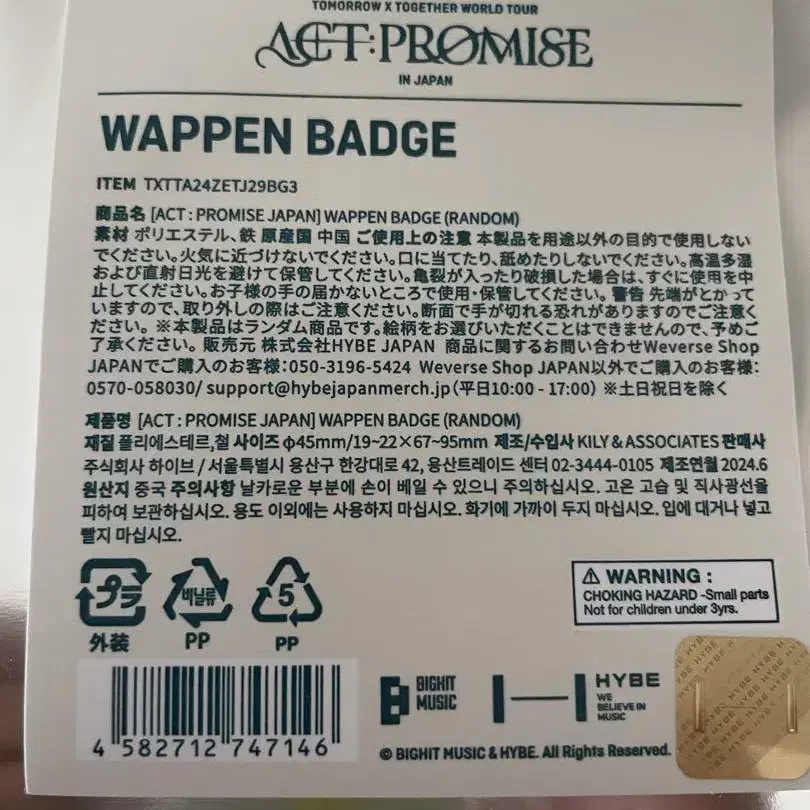 TOMORROW X TOGETHER WORLD TOUR
ACT:PROMISE
IN JAPAN
WAPPEN BADGE
ITEM TXTTA24ZETJ29BG3
商品名 [ACT : PROMISE JAPAN] WAPPEN BADGE (RANDOM)
素材 ポリエステル、鉄 原産国 中国 ご使用上の注意 本製品を用途以外の目的で使用しない
でください。火気に近づけないでください。口に当てたり、舐めたりしないでください。高温多湿
および直射日光を避けて保管してください。亀裂が入ったり破損した場合は、すぐに使用を中
止してください。お子様の手の届かないところで使用・保管してください。 警告 先端がとかって
いますので、取り外しの際はご注意ください。断面で手が切れる恐れがありますのでご注意く
ださい。 ※本製品はランダム商品です。絵柄をお選びいただくことはできませんので、予めご
了承ください。 販売元 株式会社HYBE JAPAN 商品に関するお問い合わせWeverse Shop
JAPANでご購入のお客様：050-3196-5424 Weverse Shop JAPAN以外でご購入のお客様：
0570-058030/ support@hybejapanmerch.jp（平日10:00 - 17:00） ※土日祝日を除く
제품명 [ACT : PROMISE JAPAN] WAPPEN BADGE (RANDOM)
재질 폴리에스테르,철 사이즈 φ45mm/19~22×67~95mm 제조/수입사 KILY & ASSOCIATES 판매사
주식회사 하이브 / 서울특별시 용산구 한강대로 42, 용산트레이드 센터 02-3444-0105 제조연월 2024.6
원산지 중국 주의사항 날카로운 부분에 손이 베일 수 있으니 주의하십시오. 고온 고습 및 직사광선을
피하여 보관하십시오. 용도 이외에는 사용하지 마십시오. 화기에 가까이 두지 마십시오. 입에 대거나 넣고
빨지 마십시오.
プラ
外装
비닐류
PP
5
PP
⚠ WARNING :
CHOKING HAZARD -Small parts
Not for children under 3yrs.
4 582712 747146
BIGHIT
MUSIC
HYBE
WE
BELIEVE IN
MUSIC
© BIGHIT MUSIC & HYBE. All Rights Reserved.
HYBE HYBE HYBE